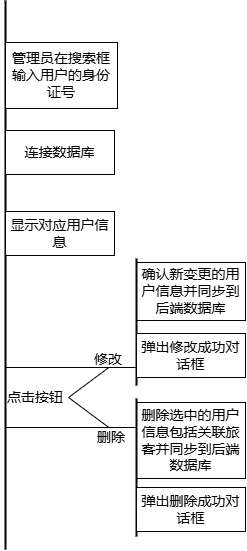 管理员在搜索框
输入用户的身份
证号
连接数据库
显示对应用户信
息
确认新变更的用
户信息并同步到
后端数据库
弹出修改成功对
话框
修改
点击按钮
删除
删除选中的用户
信息包括关联旅
客并同步到后端
数据库
弹出删除成功对
话框